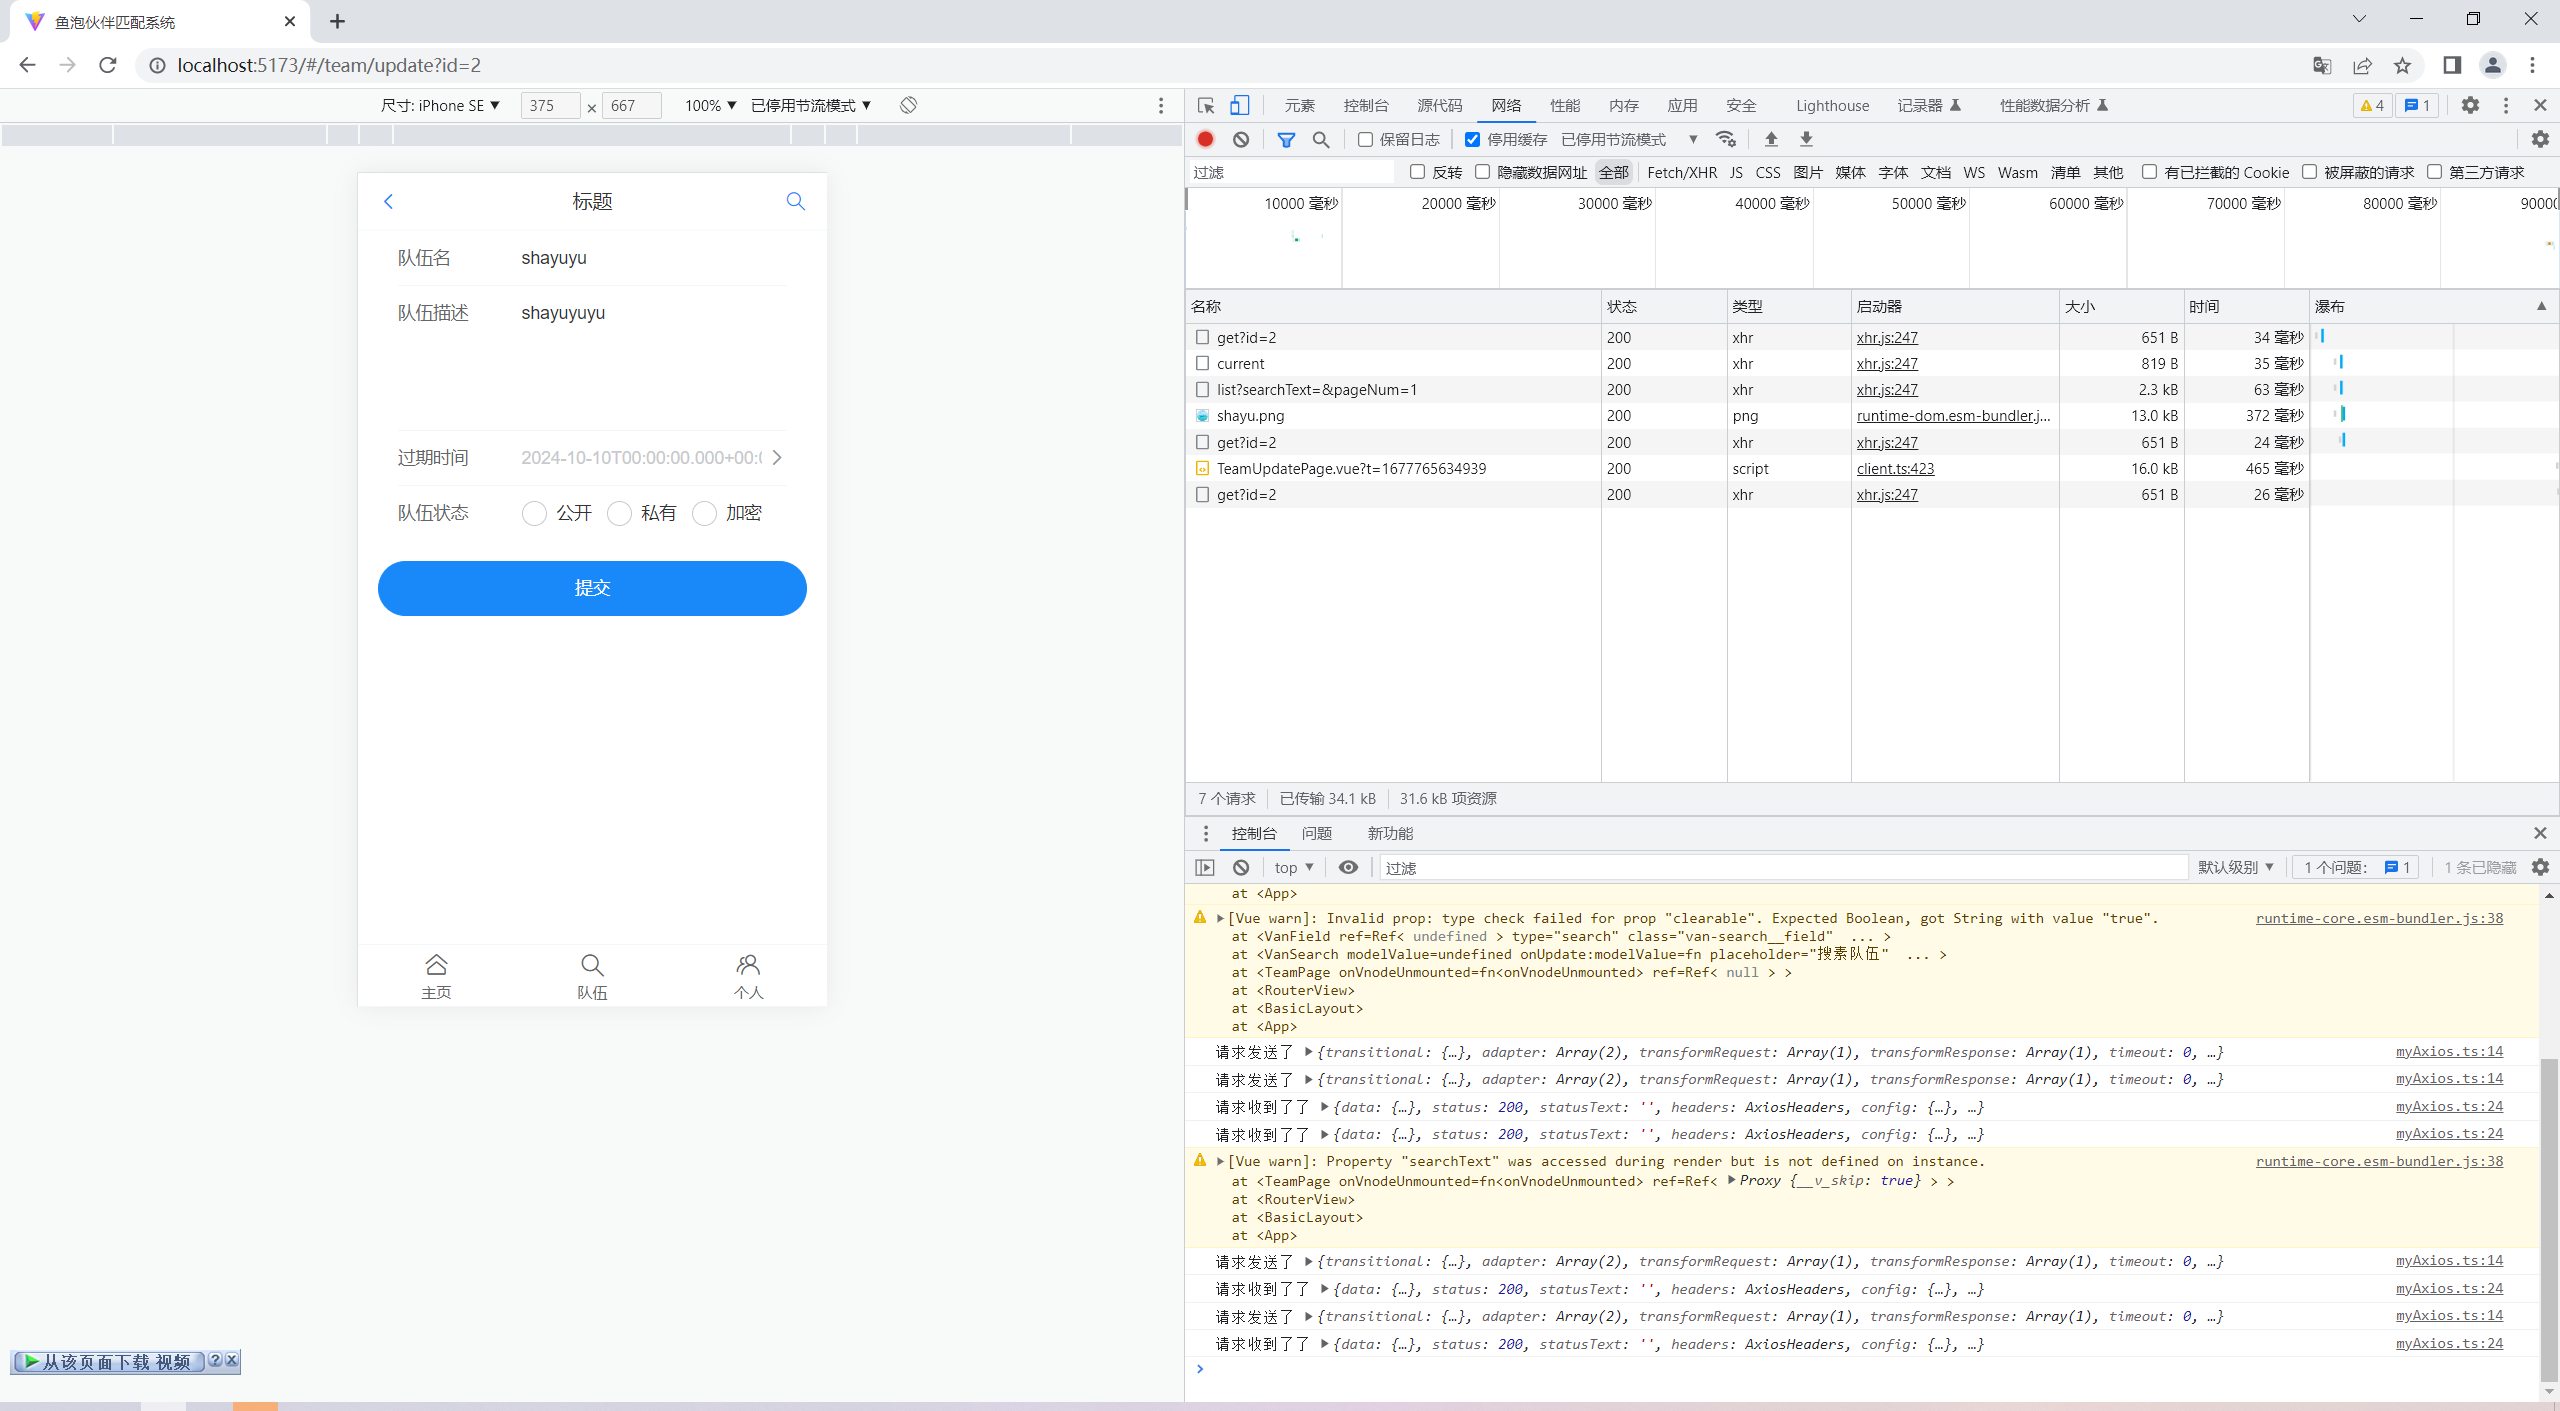 鱼泡伙伴匹配系统
localhost:5173/#/team/update?id=2
尺寸: iPhone SE ▼ 375 × 667 100% ▼ 已停用节流模式 ▼
标题
队伍名 shayuyu
队伍描述 shayuyuyu
过期时间 2024-10-10T00:00:00.000+00:0
队伍状态 公开 私有 加密
提交
主页 队伍 个人
从该页面下载 视频 ? x
元素 控制台 源代码 网络 性能 内存 应用 安全 Lighthouse 记录器 性能数据分析 4 1
保留日志 停用缓存 已停用节流模式 ▼
过滤 反转 隐藏数据网址 全部 Fetch/XHR JS CSS 图片 媒体 字体 文档 WS Wasm 清单 其他 有已拦截的 Cookie 被屏蔽的请求 第三方请求
10000 毫秒 20000 毫秒 30000 毫秒 40000 毫秒 50000 毫秒 60000 毫秒 70000 毫秒 80000 毫秒 90000
名称 状态 类型 启动器 大小 时间 瀑布 ▲
get?id=2 200 xhr xhr.js:247 651 B 34 毫秒
current 200 xhr xhr.js:247 819 B 35 毫秒
list?searchText=&pageNum=1 200 xhr xhr.js:247 2.3 kB 63 毫秒
shayu.png 200 png runtime-dom.esm-bundler.j... 13.0 kB 372 毫秒
get?id=2 200 xhr xhr.js:247 651 B 24 毫秒
TeamUpdatePage.vue?t=1677765634939 200 script client.ts:423 16.0 kB 465 毫秒
get?id=2 200 xhr xhr.js:247 651 B 26 毫秒
7 个请求 已传输 34.1 kB 31.6 kB 项资源
控制台 问题 新功能
top ▼ 过滤 默认级别 ▼ 1 个问题: 1 1 条已隐藏
at <App>
▶[Vue warn]: Invalid prop: type check failed for prop "clearable". Expected Boolean, got String with value "true". runtime-core.esm-bundler.js:38
at <VanField ref=Ref< undefined > type="search" class="van-search__field" ... >
at <VanSearch modelValue=undefined onUpdate:modelValue=fn placeholder="搜素队伍" ... >
at <TeamPage onVnodeUnmounted=fn<onVnodeUnmounted> ref=Ref< null > >
at <RouterView>
at <BasicLayout>
at <App>
请求发送了 ▶{transitional: {…}, adapter: Array(2), transformRequest: Array(1), transformResponse: Array(1), timeout: 0, …} myAxios.ts:14
请求发送了 ▶{transitional: {…}, adapter: Array(2), transformRequest: Array(1), transformResponse: Array(1), timeout: 0, …} myAxios.ts:14
请求收到了了 ▶{data: {…}, status: 200, statusText: '', headers: AxiosHeaders, config: {…}, …} myAxios.ts:24
请求收到了了 ▶{data: {…}, status: 200, statusText: '', headers: AxiosHeaders, config: {…}, …} myAxios.ts:24
▶[Vue warn]: Property "searchText" was accessed during render but is not defined on instance. runtime-core.esm-bundler.js:38
at <TeamPage onVnodeUnmounted=fn<onVnodeUnmounted> ref=Ref< ▶Proxy {__v_skip: true} > >
at <RouterView>
at <BasicLayout>
at <App>
请求发送了 ▶{transitional: {…}, adapter: Array(2), transformRequest: Array(1), transformResponse: Array(1), timeout: 0, …} myAxios.ts:14
请求收到了了 ▶{data: {…}, status: 200, statusText: '', headers: AxiosHeaders, config: {…}, …} myAxios.ts:24
请求发送了 ▶{transitional: {…}, adapter: Array(2), transformRequest: Array(1), transformResponse: Array(1), timeout: 0, …} myAxios.ts:14
请求收到了了 ▶{data: {…}, status: 200, statusText: '', headers: AxiosHeaders, config: {…}, …} myAxios.ts:24